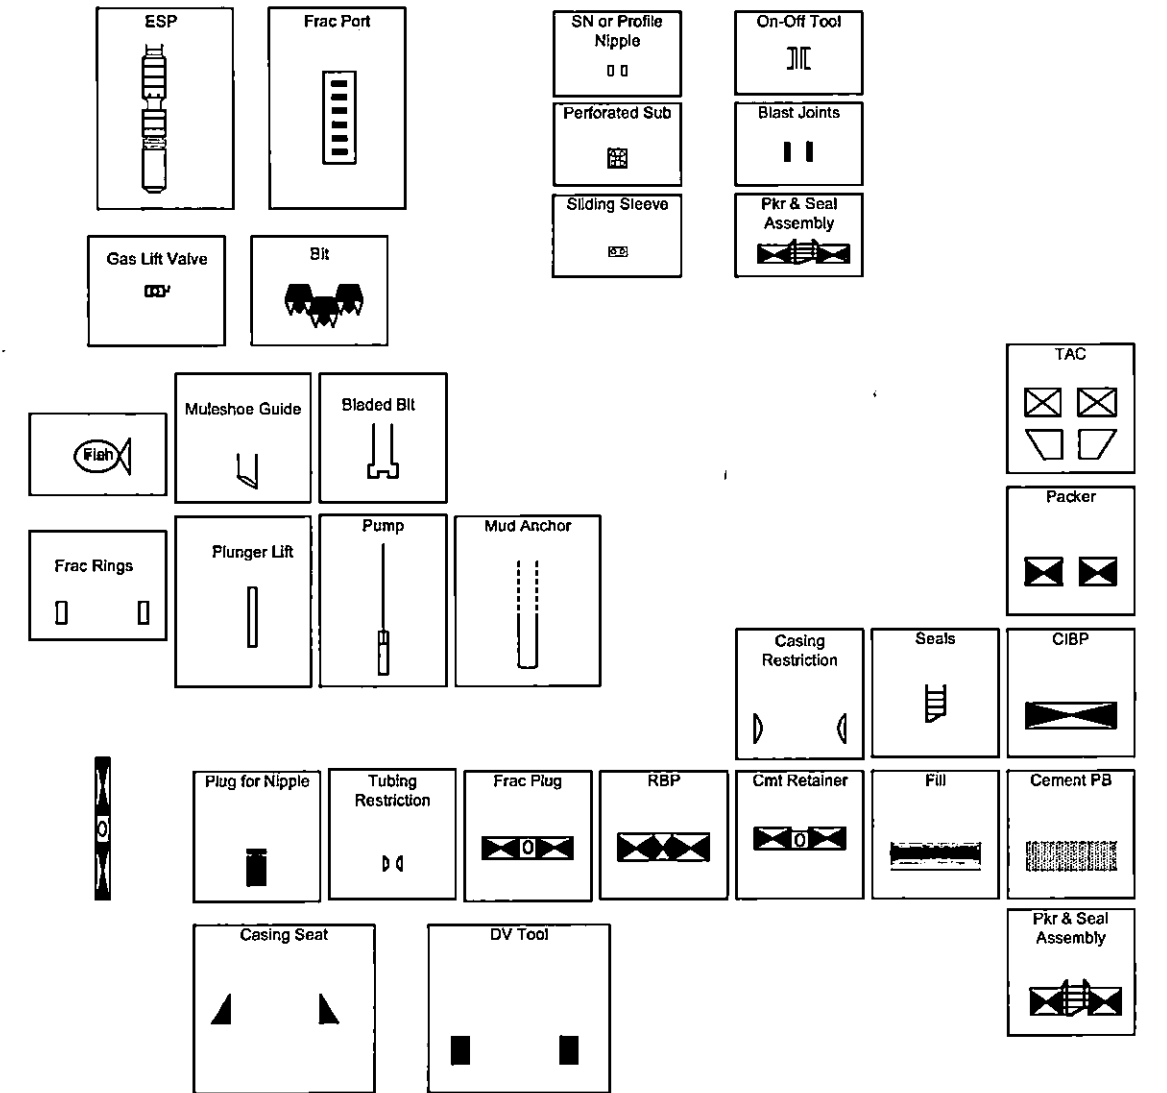 ESP
Frac Port
SN or Profile
Nipple
On-Off Tool
Perforated Sub
Blast Joints
Sliding Sleeve
Pkr & Seal
Assembly
Gas Lift Valve
Bit
TAC
Muleshoe Guide
Bladed Bit
Fish
Packer
Frac Rings
Plunger Lift
Pump
Mud Anchor
Casing
Restriction
Seals
CIBP
Plug for Nipple
Tubing
Restriction
Frac Plug
RBP
Cmt Retainer
Fill
Cement PB
Casing Seat
DV Tool
Pkr & Seal
Assembly